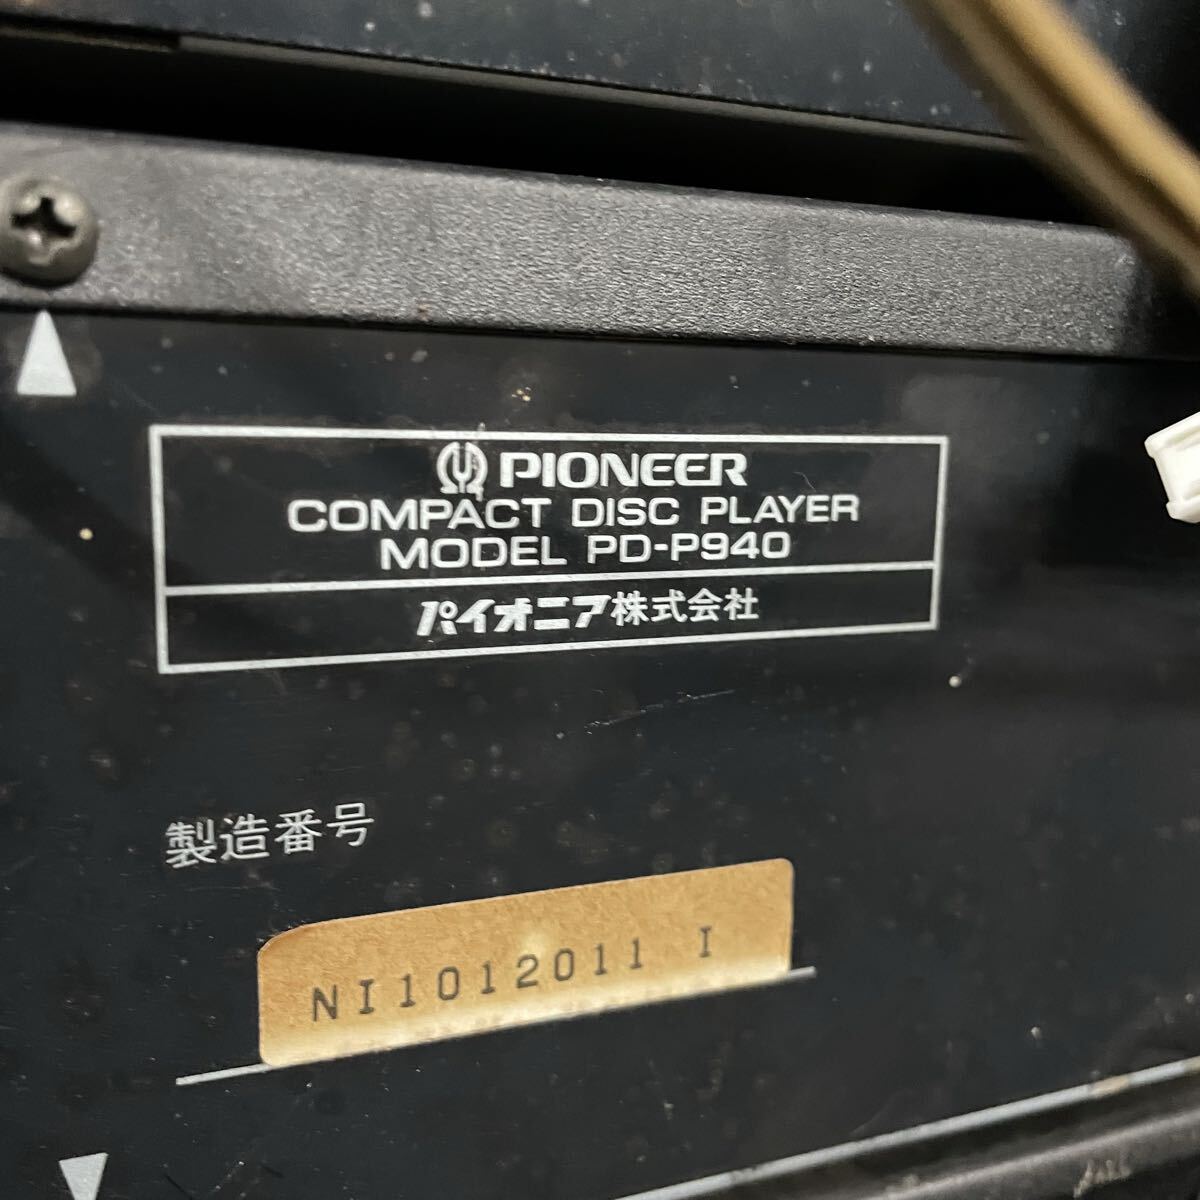 PIONEER
COMPACT DISC PLAYER
MODEL PD-P940
パイオニア株式会社
製造番号
NI1012011 I